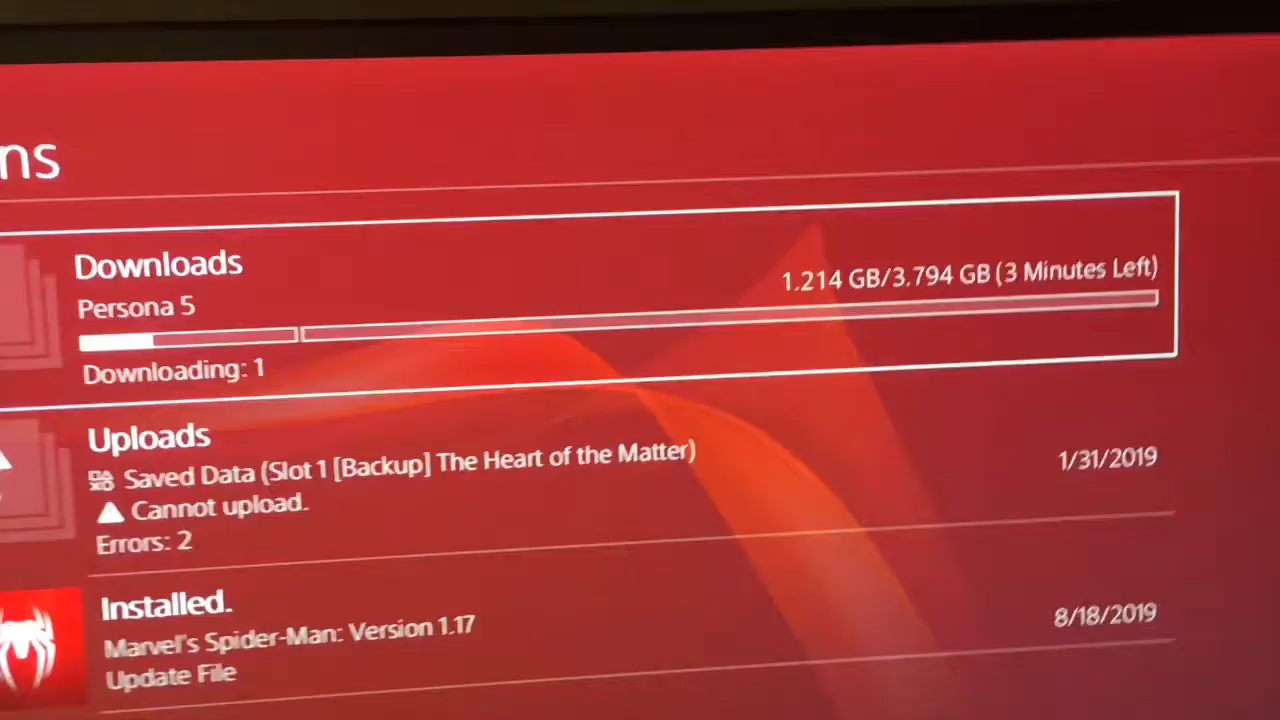 ns
Downloads
Persona 5
1.214 GB/3.794 GB (3 Minutes Left)
Downloading: 1
Uploads
Saved Data (Slot 1 [Backup] The Heart of the Matter)
1/31/2019
Cannot upload.
Errors: 2
Installed.
Marvel's Spider-Man: Version 1.17
8/18/2019
Update File